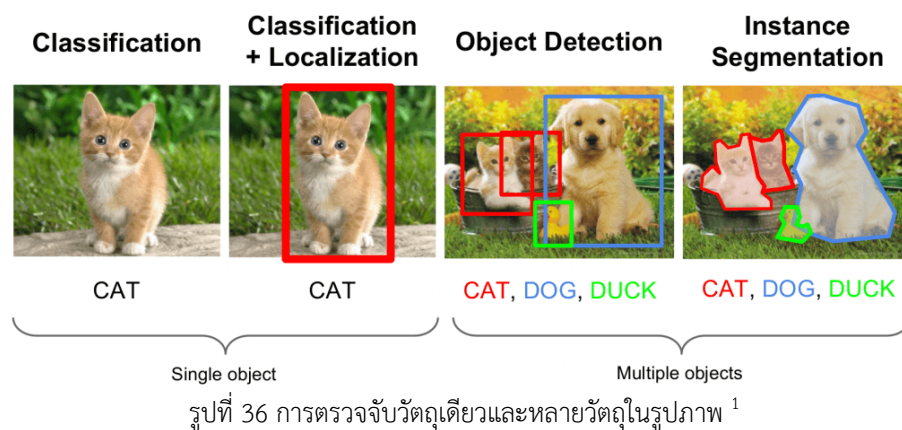 Classification
Classification
+ Localization
Object Detection
Instance
Segmentation
CAT
CAT
CAT, DOG, DUCK
CAT, DOG, DUCK
Single object
Multiple objects
รูปที่ 36 การตรวจจับวัตถุเดียวและหลายวัตถุในรูปภาพ 1